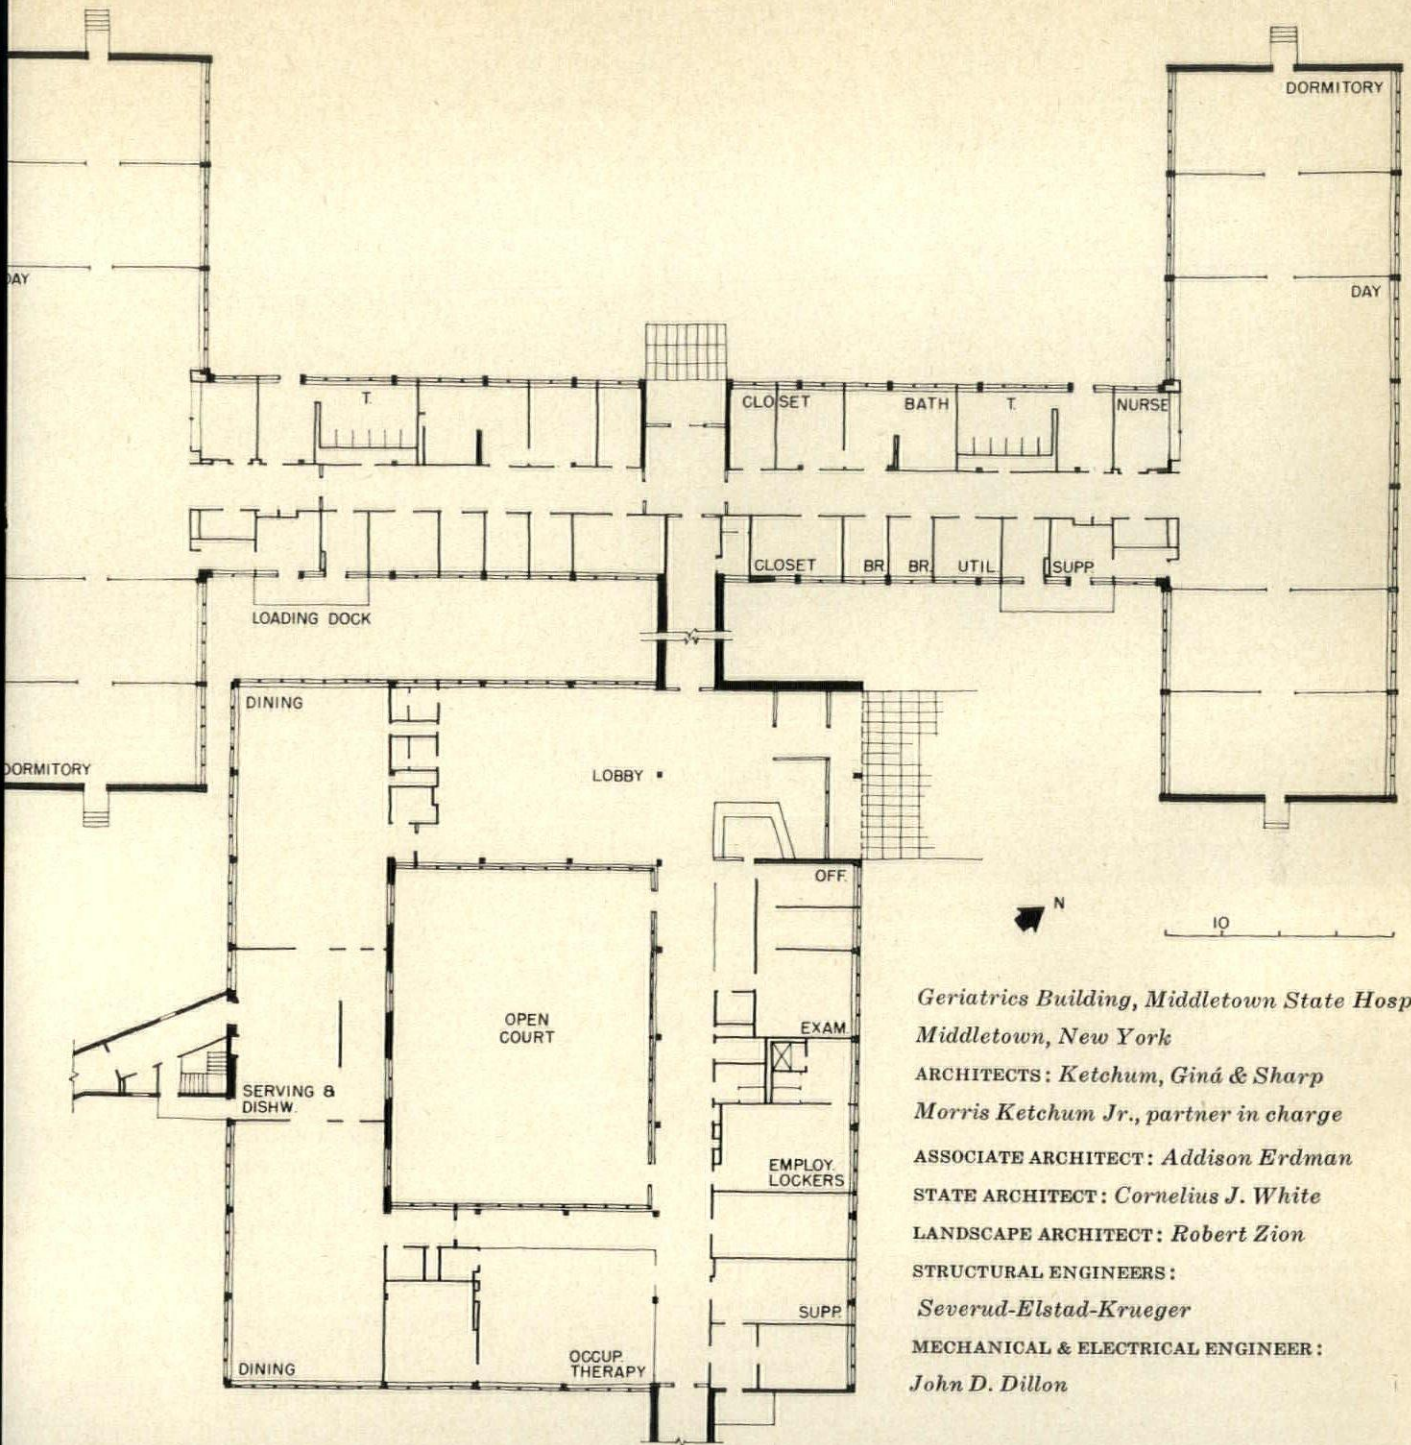 DORMITORY
DAY
DAY
T.
CLOSET
BATH
T.
NURSE
CLOSET
BR.
BR.
UTIL.
SUPP.
LOADING DOCK
DINING
DORMITORY
LOBBY
OFF.
N
10
OPEN
COURT
EXAM.
SERVING &
DISHW.
EMPLOY.
LOCKERS
SUPP.
OCCUP.
THERAPY
DINING
Geriatrics Building, Middletown State Hosp
Middletown, New York
ARCHITECTS: Ketchum, Giná & Sharp
Morris Ketchum Jr., partner in charge
ASSOCIATE ARCHITECT: Addison Erdman
STATE ARCHITECT: Cornelius J. White
LANDSCAPE ARCHITECT: Robert Zion
STRUCTURAL ENGINEERS:
Severud-Elstad-Krueger
MECHANICAL & ELECTRICAL ENGINEER:
John D. Dillon